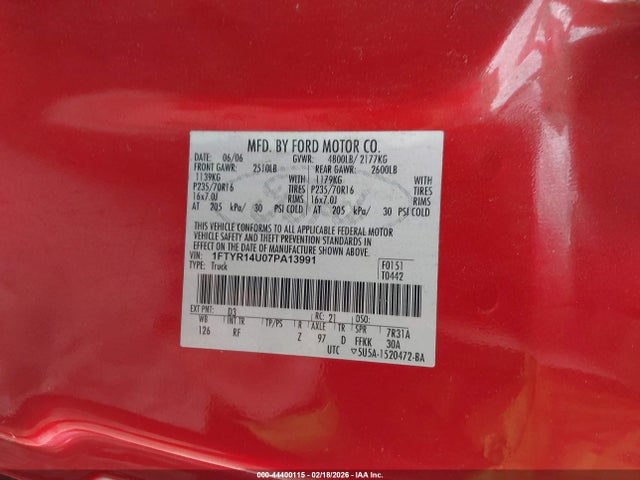 MFD. BY FORD MOTOR CO.
DATE: 06/06 GVWR: 4800LB/ 2177KG
FRONT GAWR: 2510LB REAR GAWR: 2600LB
1139KG WITH 1179KG WITH
P235/70R16 TIRES P235/70R16 TIRES
16x7.0J RIMS 16x7.0J RIMS
AT 205 kPa/ 30 PSI COLD AT 205 kPa/ 30 PSI COLD
THIS VEHICLE CONFORMS TO ALL APPLICABLE FEDERAL MOTOR
VEHICLE SAFETY AND THEFT PREVENTION STANDARDS IN
EFFECT ON THE DATE OF MANUFACTURE SHOWN ABOVE.
VIN: 1FTYR14U07PA13991
TYPE: Truck
F0151
T0442
EXT PNT: D3 RC: 21 DSO:
WB INT TR TP/PS R AXLE TR SPR 7R31A
126 RF Z 97 D FFKK 30A
UTC ▽5U5A-1520472-BA
000-44400115 - 02/18/2026 - IAA Inc.